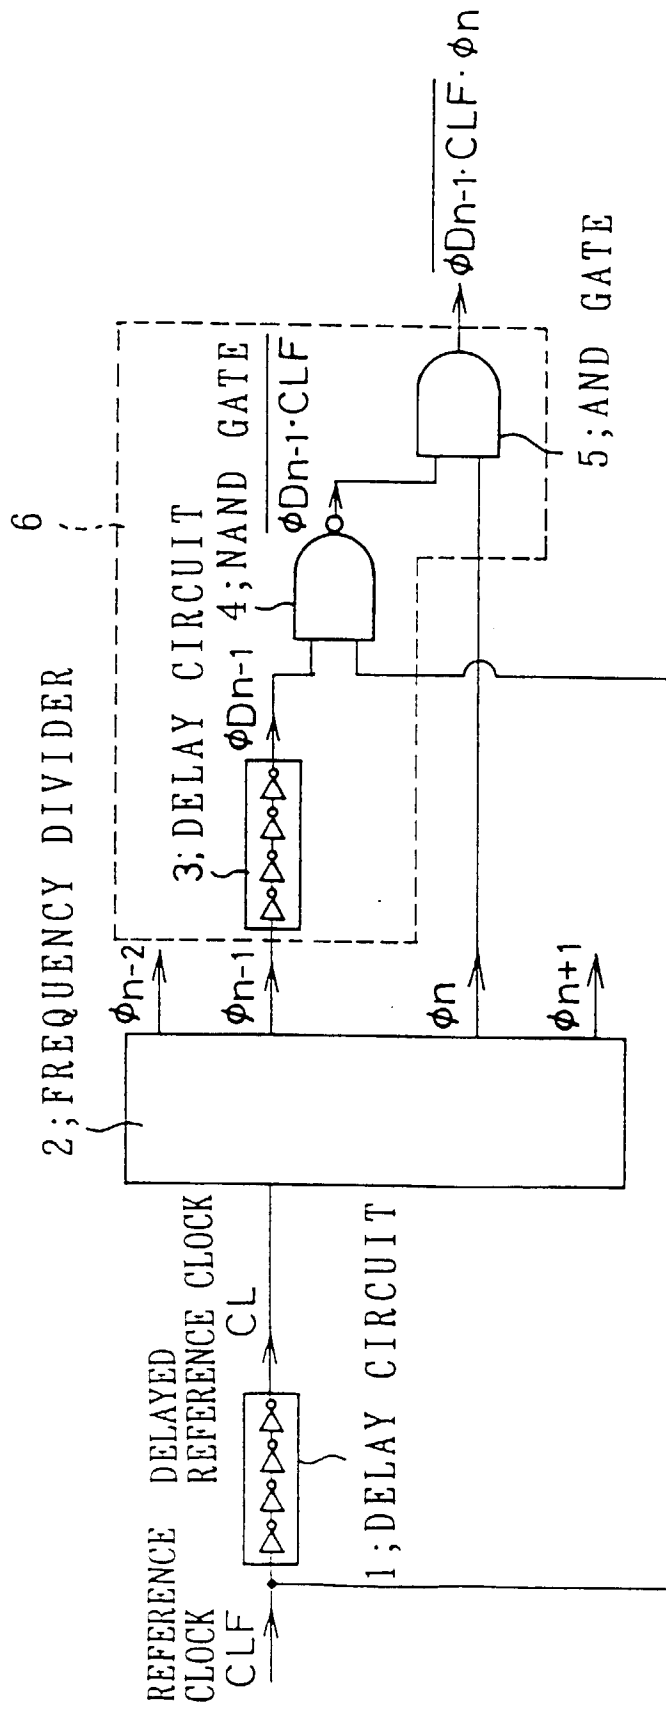 6
2;FREQUENCY DIVIDER
3;DELAY CIRCUIT
4;NAND GATE
5;AND GATE
1;DELAY CIRCUIT
REFERENCE
CLOCK
CLF
DELAYED
REFERENCE CLOCK
CL
ϕn-2
ϕn-1
ϕn
ϕn+1
ϕDn-1
ϕDn-1·CLF
ϕDn-1·CLF·ϕn